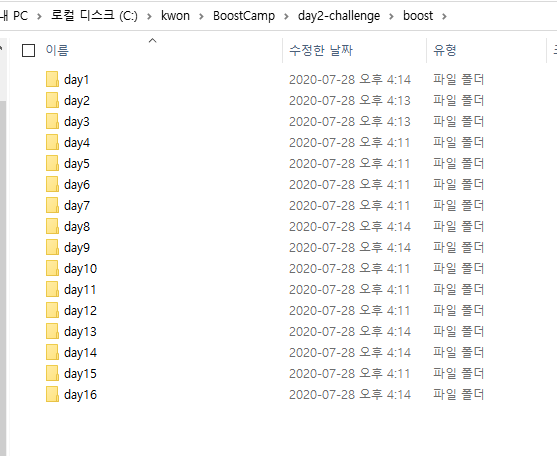 내 PC > 로컬 디스크 (C:) > kwon > BoostCamp > day2-challenge > boost >
이름 수정한 날짜 유형
day1 2020-07-28 오후 4:14 파일 폴더
day2 2020-07-28 오후 4:13 파일 폴더
day3 2020-07-28 오후 4:13 파일 폴더
day4 2020-07-28 오후 4:11 파일 폴더
day5 2020-07-28 오후 4:11 파일 폴더
day6 2020-07-28 오후 4:11 파일 폴더
day7 2020-07-28 오후 4:11 파일 폴더
day8 2020-07-28 오후 4:14 파일 폴더
day9 2020-07-28 오후 4:14 파일 폴더
day10 2020-07-28 오후 4:11 파일 폴더
day11 2020-07-28 오후 4:11 파일 폴더
day12 2020-07-28 오후 4:11 파일 폴더
day13 2020-07-28 오후 4:14 파일 폴더
day14 2020-07-28 오후 4:14 파일 폴더
day15 2020-07-28 오후 4:11 파일 폴더
day16 2020-07-28 오후 4:14 파일 폴더